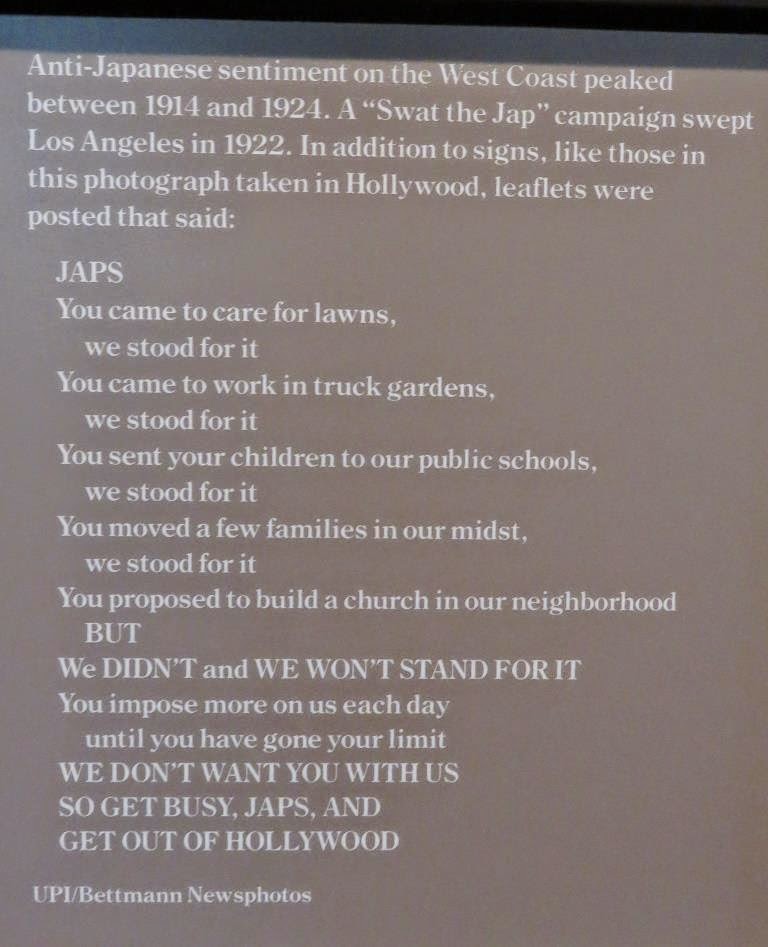 Anti-Japanese sentiment on the West Coast peaked
between 1914 and 1924. A “Swat the Jap” campaign swept
Los Angeles in 1922. In addition to signs, like those in
this photograph taken in Hollywood, leaflets were
posted that said:
JAPS
You came to care for lawns,
we stood for it
You came to work in truck gardens,
we stood for it
You sent your children to our public schools,
we stood for it
You moved a few families in our midst,
we stood for it
You proposed to build a church in our neighborhood
BUT
We DIDN’T and WE WON’T STAND FOR IT
You impose more on us each day
until you have gone your limit
WE DON’T WANT YOU WITH US
SO GET BUSY, JAPS, AND
GET OUT OF HOLLYWOOD
UPI/Bettmann Newsphotos